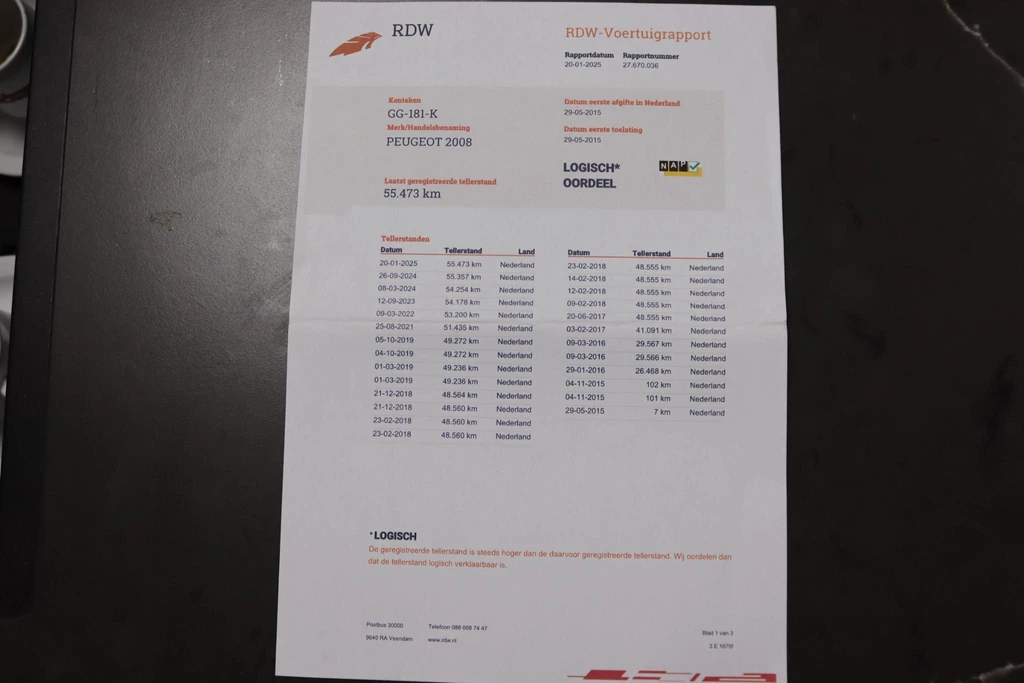 RDW
RDW-Voertuigrapport
Rapportdatum Rapportnummer
20-01-2025 27.670.036
Kenteken
GG-181-K
Merk/Handelsbenaming
PEUGEOT 2008
Datum eerste afgifte in Nederland
29-05-2015
Datum eerste toelating
29-05-2015
LOGISCH*
OORDEEL
NAP
Laatst geregistreerde tellerstand
55.473 km
Tellerstanden
Datum Tellerstand Land
20-01-2025 55.473 km Nederland
26-09-2024 55.357 km Nederland
08-03-2024 54.254 km Nederland
12-09-2023 54.178 km Nederland
09-03-2022 53.200 km Nederland
25-08-2021 51.435 km Nederland
05-10-2019 49.272 km Nederland
04-10-2019 49.272 km Nederland
01-03-2019 49.236 km Nederland
01-03-2019 49.236 km Nederland
21-12-2018 48.564 km Nederland
21-12-2018 48.560 km Nederland
23-02-2018 48.560 km Nederland
23-02-2018 48.560 km Nederland
Datum Tellerstand Land
23-02-2018 48.555 km Nederland
14-02-2018 48.555 km Nederland
12-02-2018 48.555 km Nederland
09-02-2018 48.555 km Nederland
20-06-2017 48.555 km Nederland
03-02-2017 41.091 km Nederland
09-03-2016 29.567 km Nederland
09-03-2016 29.566 km Nederland
29-01-2016 26.468 km Nederland
04-11-2015 102 km Nederland
04-11-2015 101 km Nederland
29-05-2015 7 km Nederland
*LOGISCH
De geregistreerde tellerstand is steeds hoger dan de daarvoor geregistreerde tellerstand. Wij oordelen dan
dat de tellerstand logisch verklaarbaar is.
Postbus 30000 Telefoon 088 008 74 47
9640 RA Veendam www.rdw.nl
Blad 1 van 3